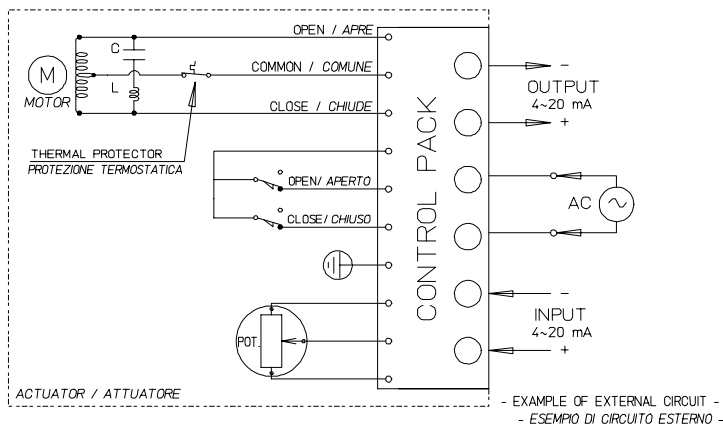 OPEN / APRE
C
COMMON / COMUNE
M
MOTOR
L
CLOSE / CHIUDE
THERMAL PROTECTOR
PROTEZIONE TERMOSTATICA
OPEN/ APERTO
CLOSE/ CHIUSO
POT.
CONTROL PACK
ACTUATOR / ATTUATORE
−
OUTPUT
4~20 mA
+
AC
−
INPUT
4~20 mA
+
- EXAMPLE OF EXTERNAL CIRCUIT -
- ESEMPIO DI CIRCUITO ESTERNO -